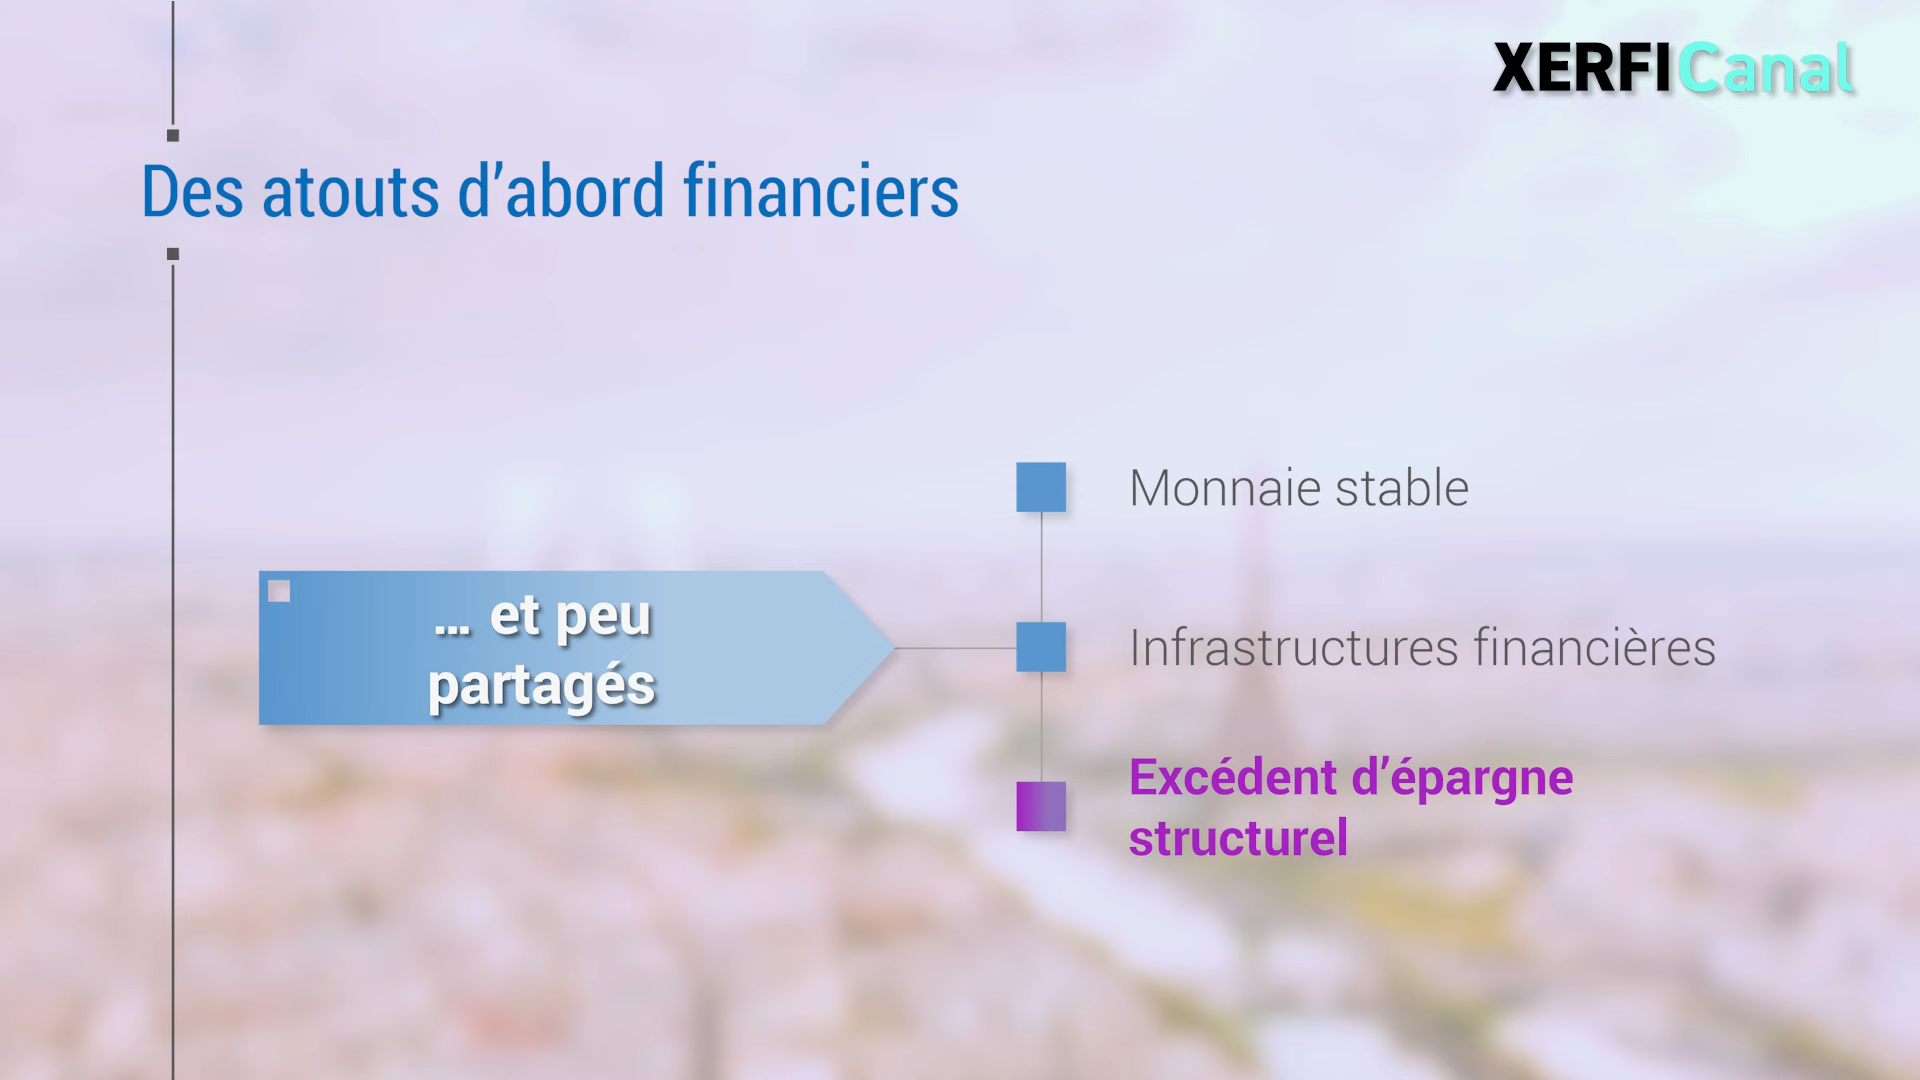 XERFI Canal
Des atouts d’abord financiers
Monnaie stable
... et peu
partagés
Infrastructures financières
Excédent d’épargne
structurel